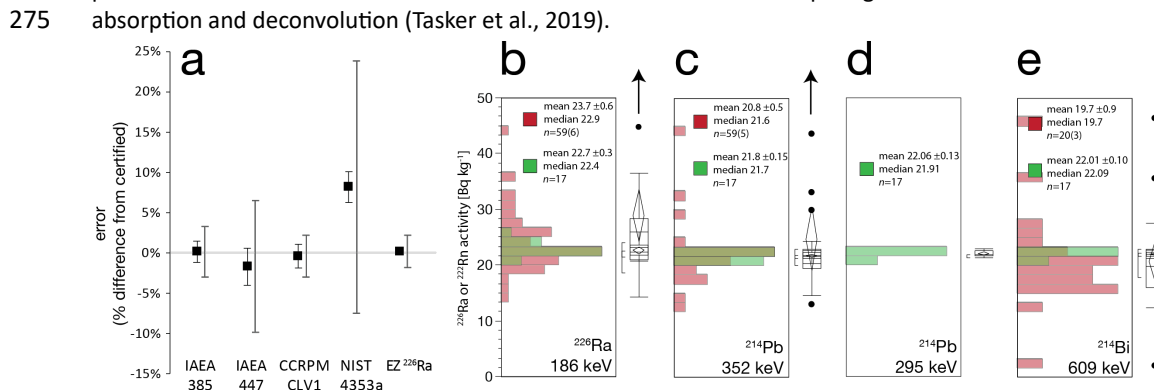 275 absorption and deconvolution (Tasker et al., 2019).
a
error
(% difference from certified)
25%
20%
15%
10%
5%
0%
-5%
-10%
-15%
IAEA
385
IAEA
447
CCRPM
CLV1
NIST
4353a
EZ ²²⁶Ra
b
²²⁶Ra or ²²²Rn activity [Bq kg⁻¹]
50
40
30
20
10
0
mean 23.7 ±0.6
median 22.9
n=59(6)
mean 22.7 ±0.3
median 22.4
n=17
²²⁶Ra
186 keV
c
mean 20.8 ±0.5
median 21.6
n=59(5)
mean 21.8 ±0.15
median 21.7
n=17
²¹⁴Pb
352 keV
d
mean 22.06 ±0.13
median 21.91
n=17
²¹⁴Pb
295 keV
e
mean 19.7 ±0.9
median 19.7
n=20(3)
mean 22.01 ±0.10
median 22.09
n=17
²¹⁴Bi
609 keV